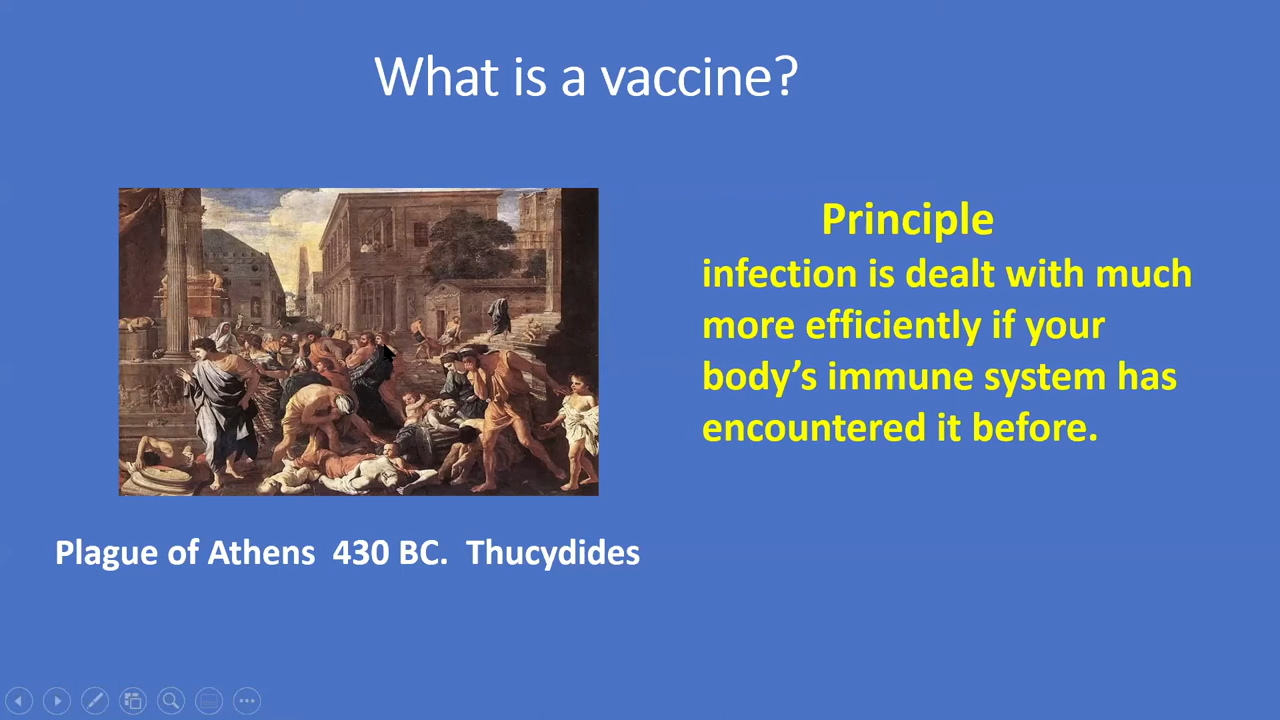 What is a vaccine?
Principle
infection is dealt with much
more efficiently if your
body’s immune system has
encountered it before.
Plague of Athens  430 BC.  Thucydides